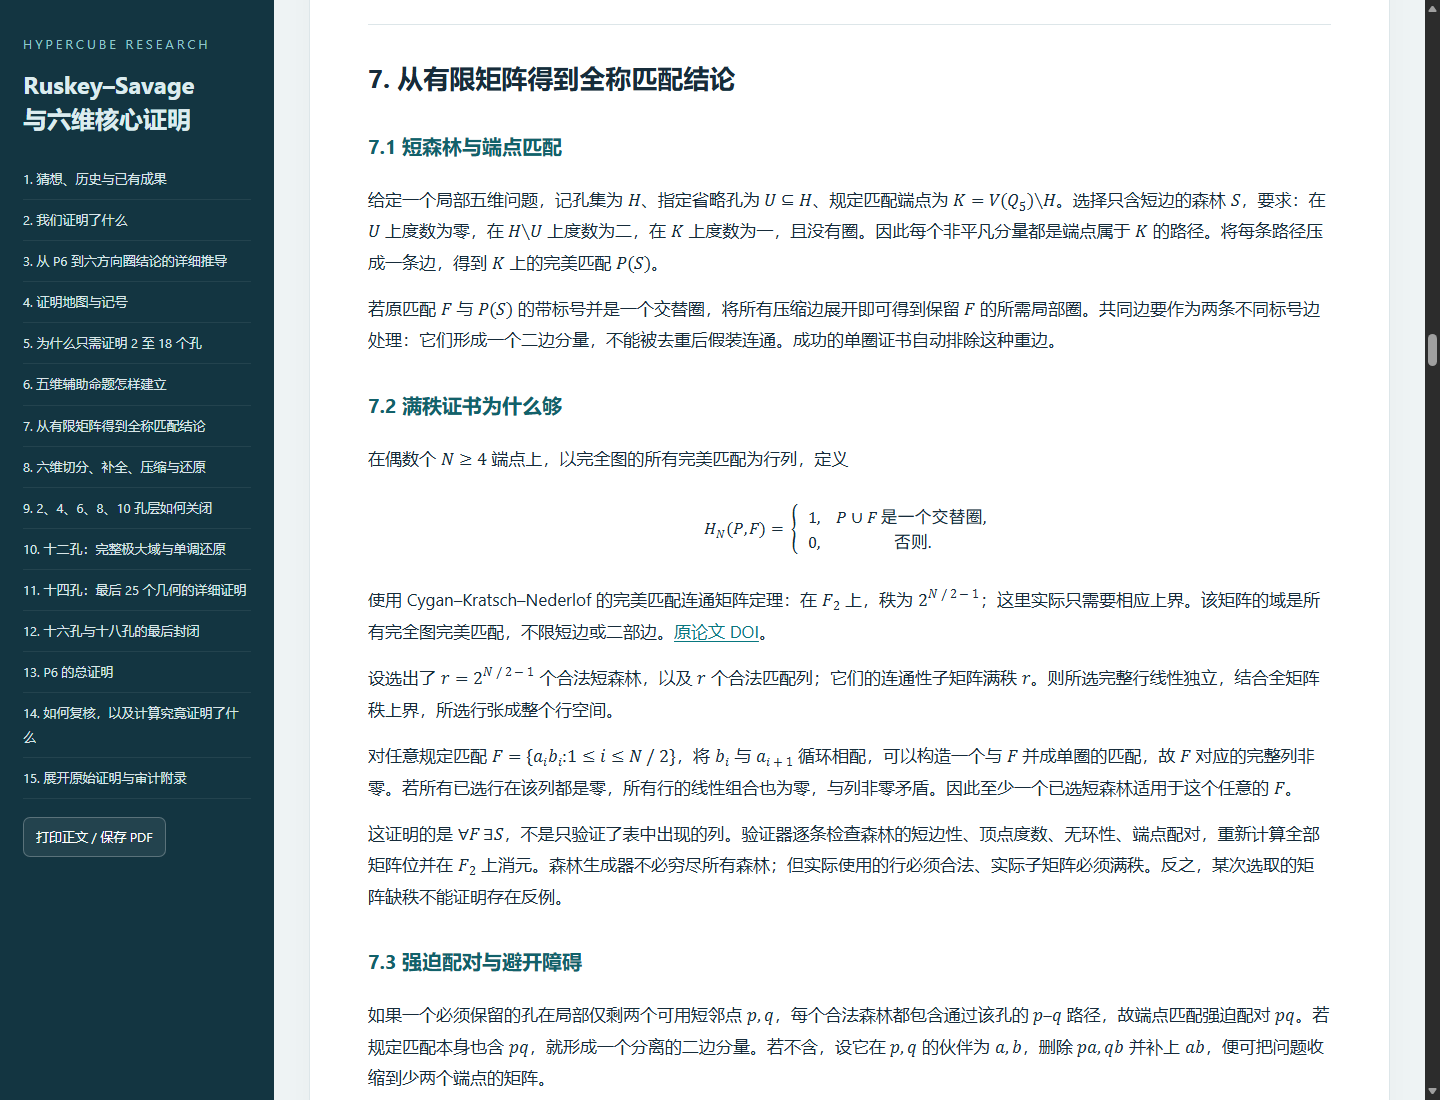 HYPERCUBE RESEARCH
Ruskey–Savage
与六维核心证明
1. 猜想、历史与已有成果
2. 我们证明了什么
3. 从 P6 到六方向圈结论的详细推导
4. 证明地图与记号
5. 为什么只需证明 2 至 18 个孔
6. 五维辅助命题怎样建立
7. 从有限矩阵得到全称匹配结论
8. 六维切分、补全、压缩与还原
9. 2、4、6、8、10 孔层如何关闭
10. 十二孔：完整极大域与单调还原
11. 十四孔：最后 25 个几何的详细证明
12. 十六孔与十八孔的最后封闭
13. P6 的总证明
14. 如何复核，以及计算究竟证明了什
么
15. 展开原始证明与审计附录
打印正文 / 保存 PDF
7. 从有限矩阵得到全称匹配结论
7.1 短森林与端点匹配
给定一个局部五维问题，记孔集为 H、指定省略孔为 U ⊆ H、规定匹配端点为 K = V(Q₅)\H。选择只含短边的森林 S，要求：在
U 上度数为零，在 H\U 上度数为二，在 K 上度数为一，且没有圈。因此每个非平凡分量都是端点属于 K 的路径。将每条路径压
成一条边，得到 K 上的完美匹配 P(S)。
若原匹配 F 与 P(S) 的带标号并是一个交替圈，将所有压缩边展开即可得到保留 F 的所需局部圈。共同边要作为两条不同标号边
处理：它们形成一个二边分量，不能被去重后假装连通。成功的单圈证书自动排除这种重边。
7.2 满秩证书为什么够
在偶数个 N ≥ 4 端点上，以完全图的所有完美匹配为行列，定义
H_N(P,F) = { 1, P ∪ F 是一个交替圈,
0, 否则.
使用 Cygan–Kratsch–Nederlof 的完美匹配连通矩阵定理：在 F₂ 上，秩为 2^{N/2−1}；这里实际只需要相应上界。该矩阵的域是所
有完全图完美匹配，不限短边或二部边。原论文 DOI。
设选出了 r = 2^{N/2−1} 个合法短森林，以及 r 个合法匹配列；它们的连通性子矩阵满秩 r。则所选完整行线性独立，结合全矩阵
秩上界，所选行张成整个行空间。
对任意规定匹配 F = {a_i b_i:1 ≤ i ≤ N / 2}，将 b_i 与 a_{i+1} 循环相配，可以构造一个与 F 并成单圈的匹配，故 F 对应的完整列非
零。若所有已选行在该列都是零，所有行的线性组合也为零，与列非零矛盾。因此至少一个已选短森林适用于这个任意的 F。
这证明的是 ∀F ∃S，不是只验证了表中出现的列。验证器逐条检查森林的短边性、顶点度数、无环性、端点配对，重新计算全部
矩阵位并在 F₂ 上消元。森林生成器不必穷尽所有森林；但实际使用的行必须合法、实际子矩阵必须满秩。反之，某次选取的矩
阵缺秩不能证明存在反例。
7.3 强迫配对与避开障碍
如果一个必须保留的孔在局部仅剩两个可用短邻点 p, q，每个合法森林都包含通过该孔的 p–q 路径，故端点匹配强迫配对 pq。若
规定匹配本身也含 pq，就形成一个分离的二边分量。若不含，设它在 p, q 的伙伴为 a, b，删除 pa, qb 并补上 ab，便可把问题收
缩到少两个端点的矩阵。